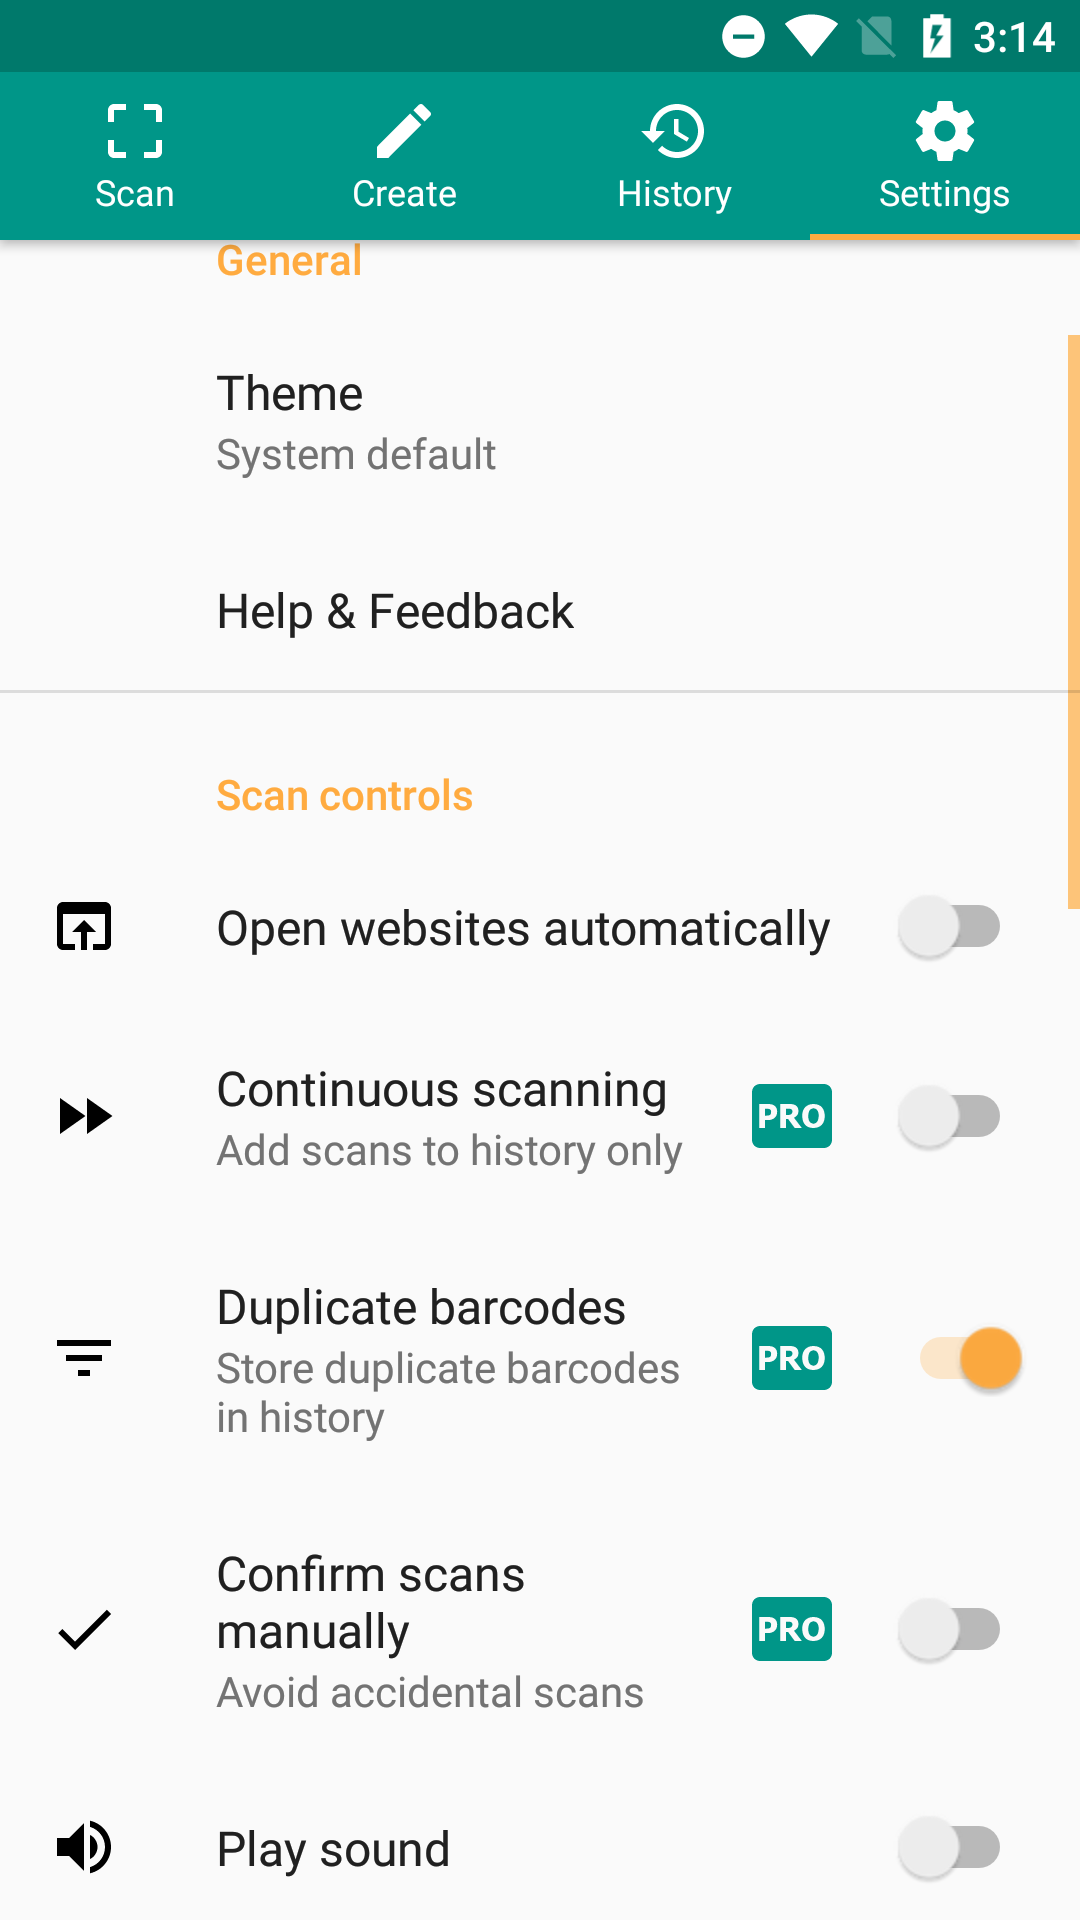 3:14
Scan Create History Settings
General
Theme
System default
Help & Feedback
Scan controls
Open websites automatically
Continuous scanning
PRO
Add scans to history only
Duplicate barcodes
PRO
Store duplicate barcodes
in history
Confirm scans
manually
PRO
Avoid accidental scans
Play sound